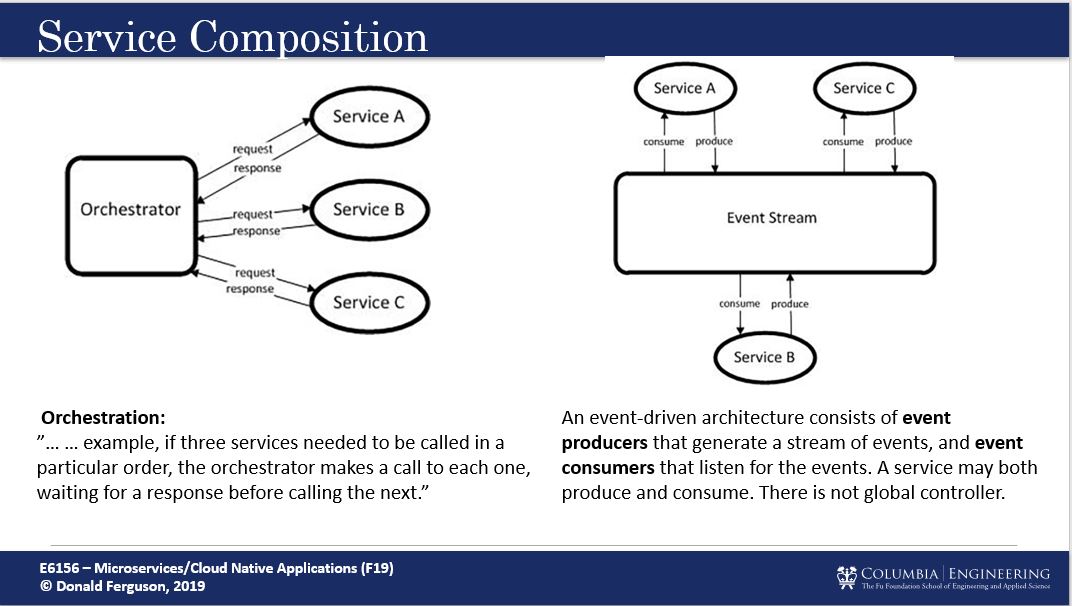 Service Composition
Orchestrator
request
response
Service A
request
response
Service B
request
response
Service C
Service A
Service C
consume
produce
consume
produce
Event Stream
consume
produce
Service B
Orchestration:
”... ... example, if three services needed to be called in a
particular order, the orchestrator makes a call to each one,
waiting for a response before calling the next.”
An event-driven architecture consists of event
producers that generate a stream of events, and event
consumers that listen for the events. A service may both
produce and consume. There is not global controller.
E6156 – Microservices/Cloud Native Applications (F19)
© Donald Ferguson, 2019
COLUMBIA | ENGINEERING
The Fu Foundation School of Engineering and Applied Science